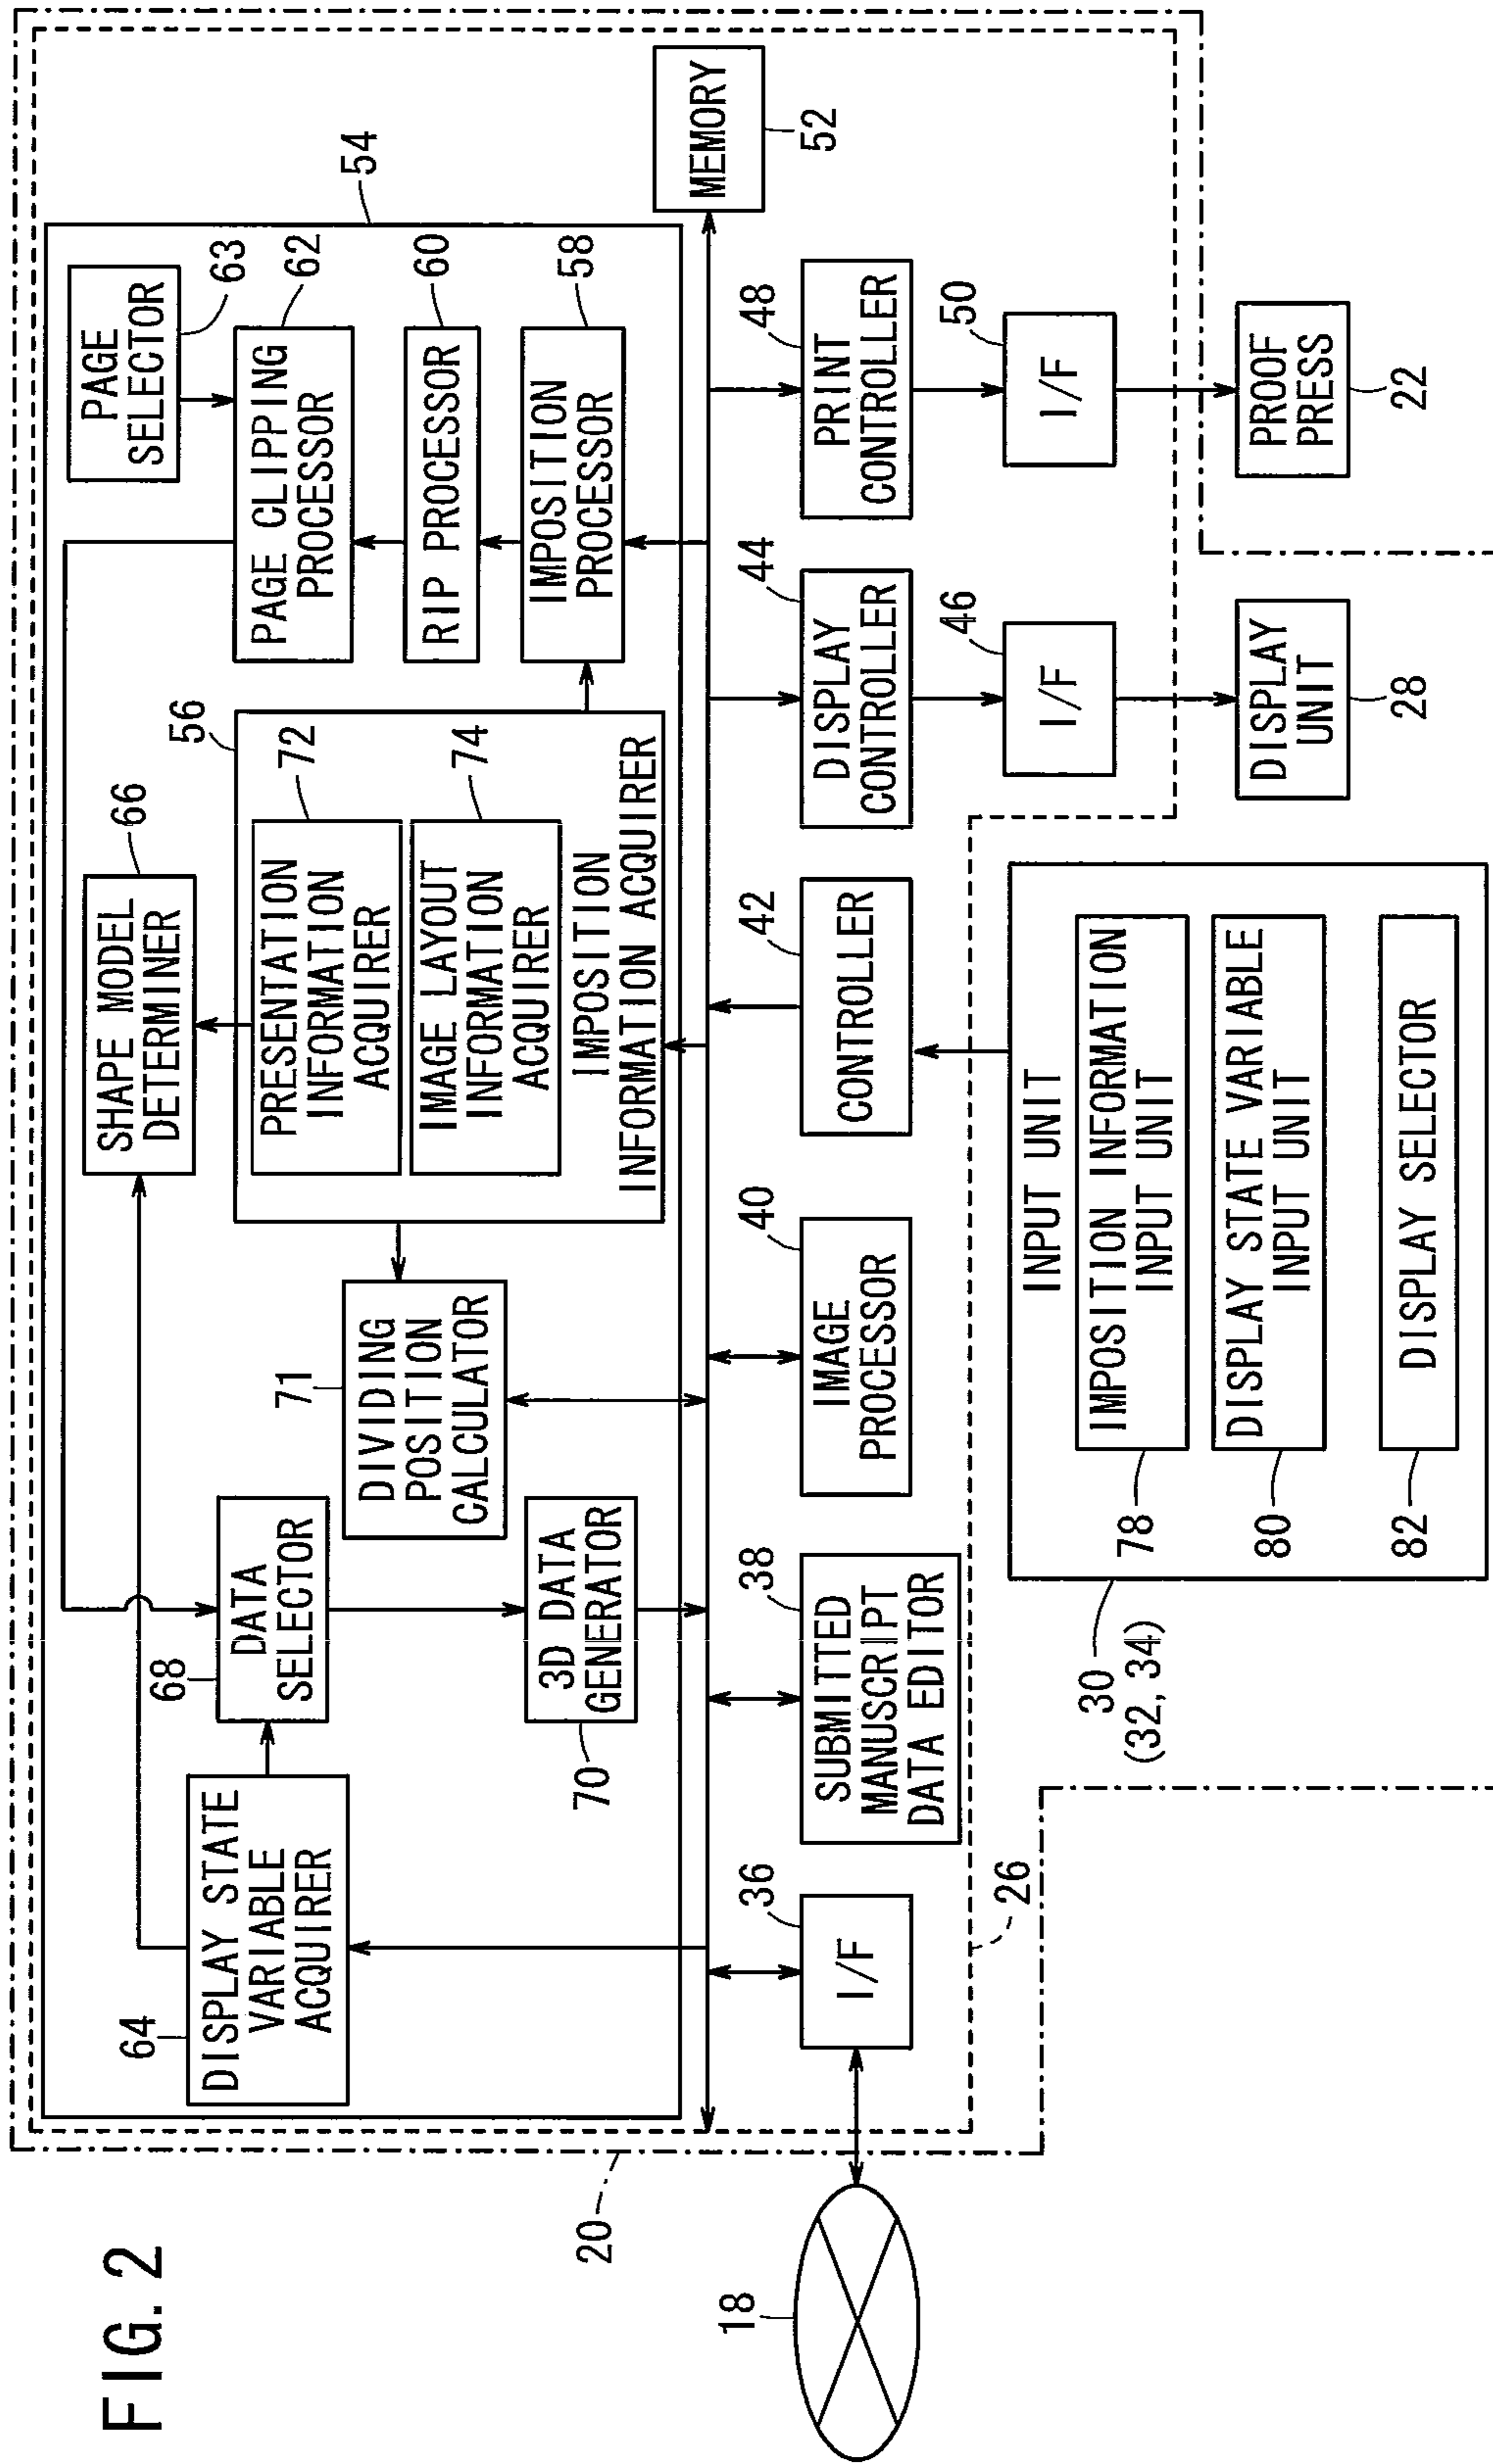 FIG. 2
54
PAGE
SELECTOR
63
PAGE CLIPPING
PROCESSOR
62
RIP PROCESSOR
60
IMPOSITION
PROCESSOR
58
MEMORY
52
SHAPE MODEL
DETERMINER
66
56
PRESENTATION
INFORMATION
ACQUIRER
72
IMAGE LAYOUT
INFORMATION
ACQUIRER
74
IMPOSITION
INFORMATION ACQUIRER
71
DIVIDING
POSITION
CALCULATOR
68
DATA
SELECTOR
3D DATA
GENERATOR
70
64
DISPLAY STATE
VARIABLE
ACQUIRER
36
I/F
38
SUBMITTED
MANUSCRIPT
DATA EDITOR
40
IMAGE
PROCESSOR
42
CONTROLLER
44
DISPLAY
CONTROLLER
48
PRINT
CONTROLLER
46
I/F
50
I/F
DISPLAY
UNIT
28
PROOF
PRESS
22
18
20
26
INPUT UNIT
IMPOSITION INFORMATION
INPUT UNIT
78
DISPLAY STATE VARIABLE
INPUT UNIT
80
DISPLAY SELECTOR
82
30
(32, 34)